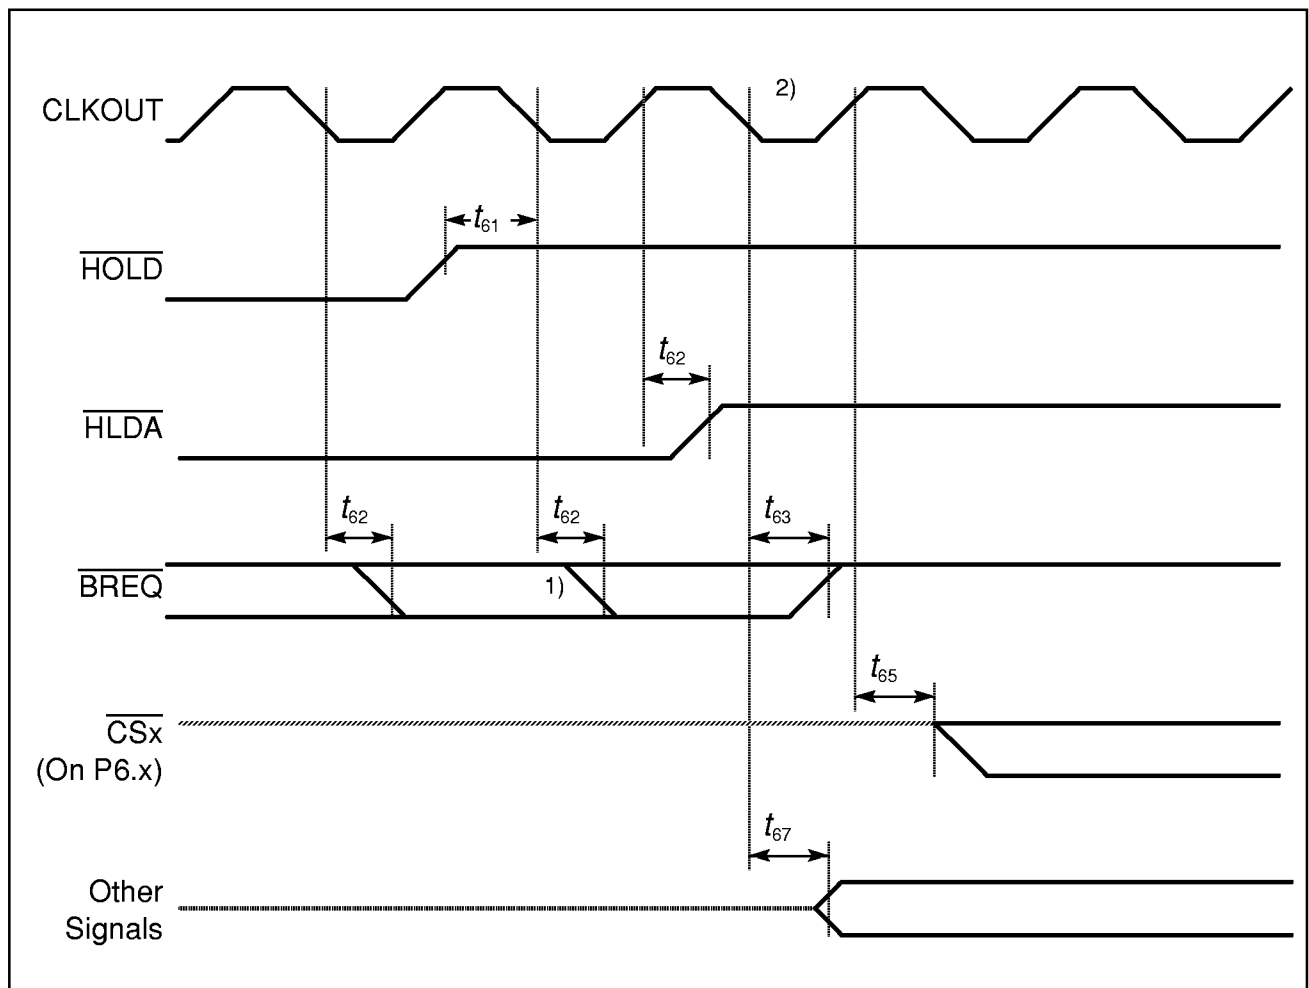 CLKOUT
2)
t61
HOLD
t62
HLDA
t62
t62
t63
BREQ
1)
t65
CSx
(On P6.x)
t67
Other
Signals